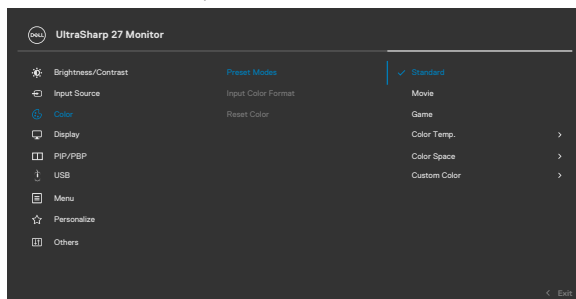 DELL
UltraSharp 27 Monitor
Brightness/Contrast
Input Source
Color
Display
PIP/PBP
USB
Menu
Personalize
Others
Preset Modes
Input Color Format
Reset Color
Standard
Movie
Game
Color Temp.
Color Space
Custom Color
Exit